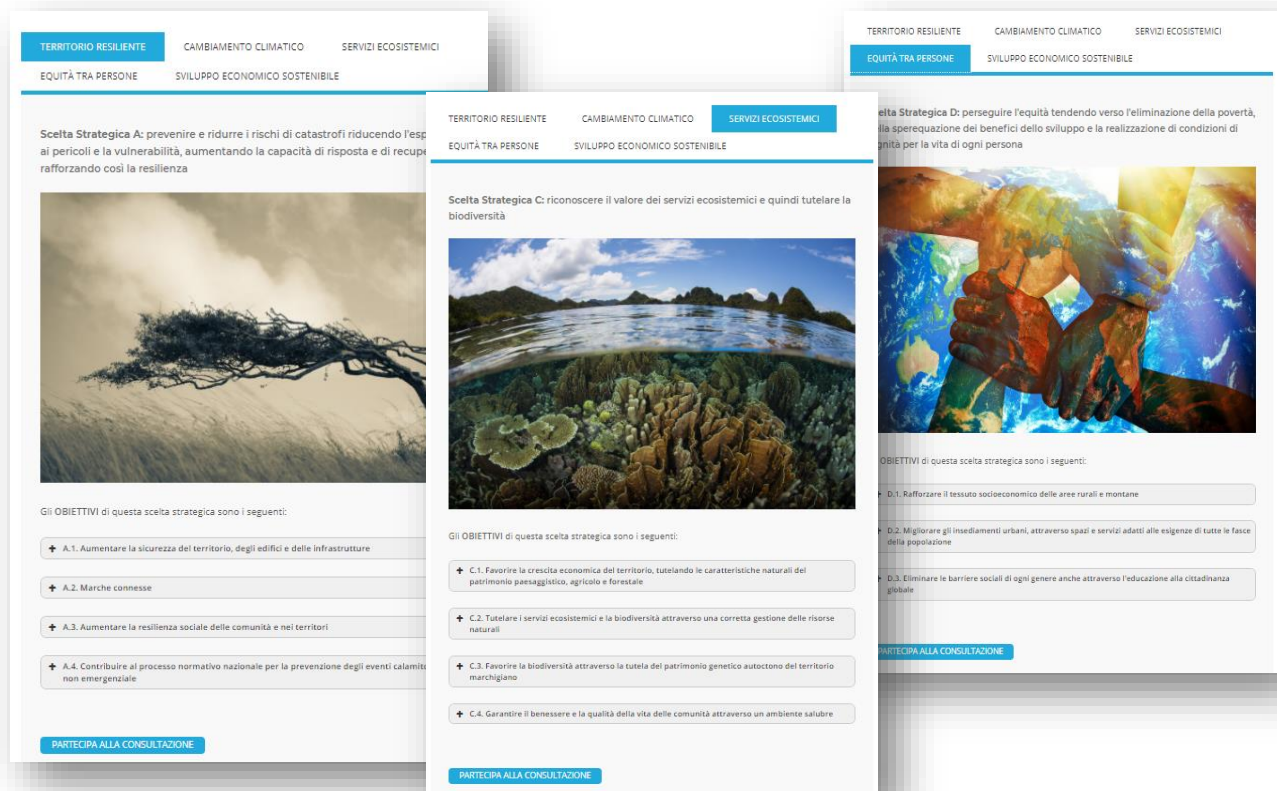 TERRITORIO RESILIENTE CAMBIAMENTO CLIMATICO SERVIZI ECOSISTEMICI
EQUITÀ TRA PERSONE SVILUPPO ECONOMICO SOSTENIBILE
Scelta Strategica A: prevenire e ridurre i rischi di catastrofi riducendo
ai pericoli e la vulnerabilità, aumentando la capacità di risposta e di
rafforzando così la resilienza
Gli OBIETTIVI di questa scelta strategica sono i seguenti:
+ A.1. Aumentare la sicurezza del territorio, degli edifici e delle infrastrutture
+ A.2. Marche connesse
+ A.3. Aumentare la resilienza sociale delle comunità e nei territori
+ A.4. Contribuire al processo normativo nazionale per la prevenzione degli eventi
non emergenziale
PARTECIPA ALLA CONSULTAZIONE
TERRITORIO RESILIENTE CAMBIAMENTO CLIMATICO SERVIZI ECOSISTEMICI
EQUITÀ TRA PERSONE SVILUPPO ECONOMICO SOSTENIBILE
Scelta Strategica C: riconoscere il valore dei servizi ecosistemici e quindi tutelare la
biodiversità
Gli OBIETTIVI di questa scelta strategica sono i seguenti:
+ C.1. Favorire la crescita economica del territorio, tutelando le caratteristiche naturali del
patrimonio paesaggistico, agricolo e forestale
+ C.2. Tutelare i servizi ecosistemici e la biodiversità attraverso una corretta gestione delle risorse
naturali
+ C.3. Favorire la biodiversità attraverso la tutela del patrimonio genetico autoctono del territorio
marchigiano
+ C.4. Garantire il benessere e la qualità della vita delle comunità attraverso un ambiente salubre
PARTECIPA ALLA CONSULTAZIONE
TERRITORIO RESILIENTE CAMBIAMENTO CLIMATICO SERVIZI ECOSISTEMICI
EQUITÀ TRA PERSONE SVILUPPO ECONOMICO SOSTENIBILE
Strategica D: perseguire l'equità tendendo verso l'eliminazione della povertà,
sperequazione dei benefici dello sviluppo e la realizzazione di condizioni di
per la vita di ogni persona
OBIETTIVI di questa scelta strategica sono i seguenti:
D.1. Rafforzare il tessuto socioeconomico delle aree rurali e montane
D.2. Migliorare gli insediamenti urbani, attraverso spazi e servizi adatti alle esigenze di tutte le fasce
della popolazione
D.3. Eliminare le barriere sociali di ogni genere anche attraverso l'educazione alla cittadinanza
globale
PARTECIPA ALLA CONSULTAZIONE